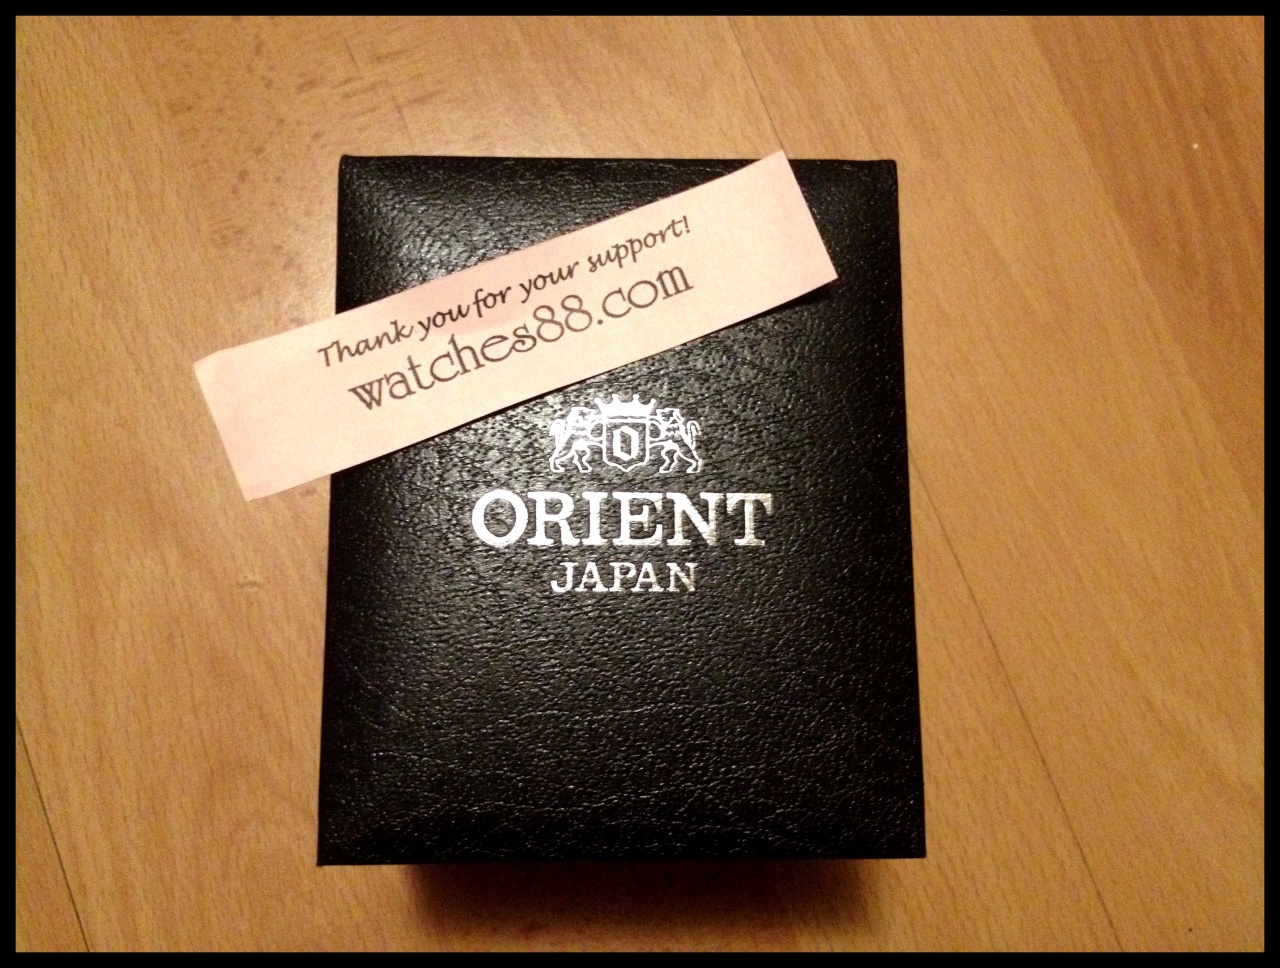 Thank you for your support!
watches88.com
O
ORIENT
JAPAN